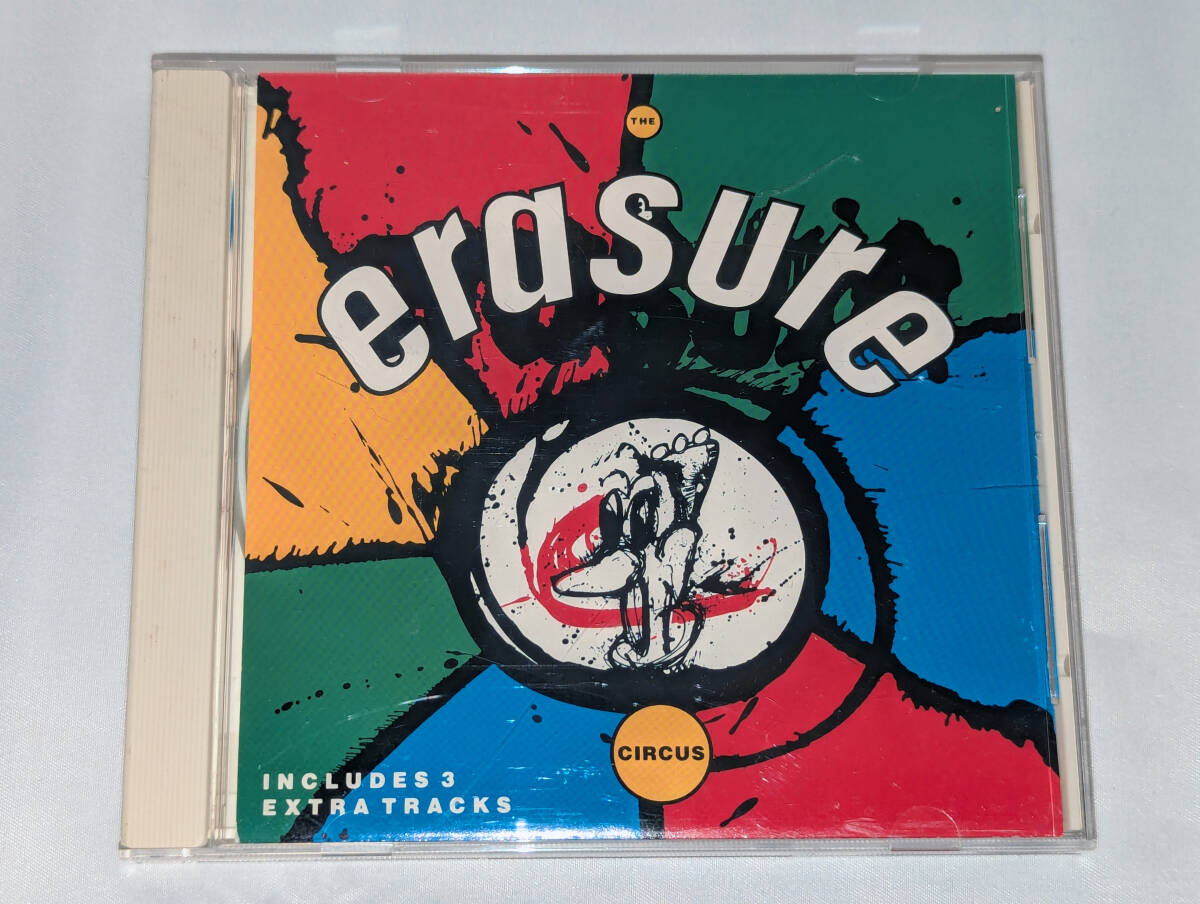 THE
erasure
CIRCUS
INCLUDES 3
EXTRA TRACKS